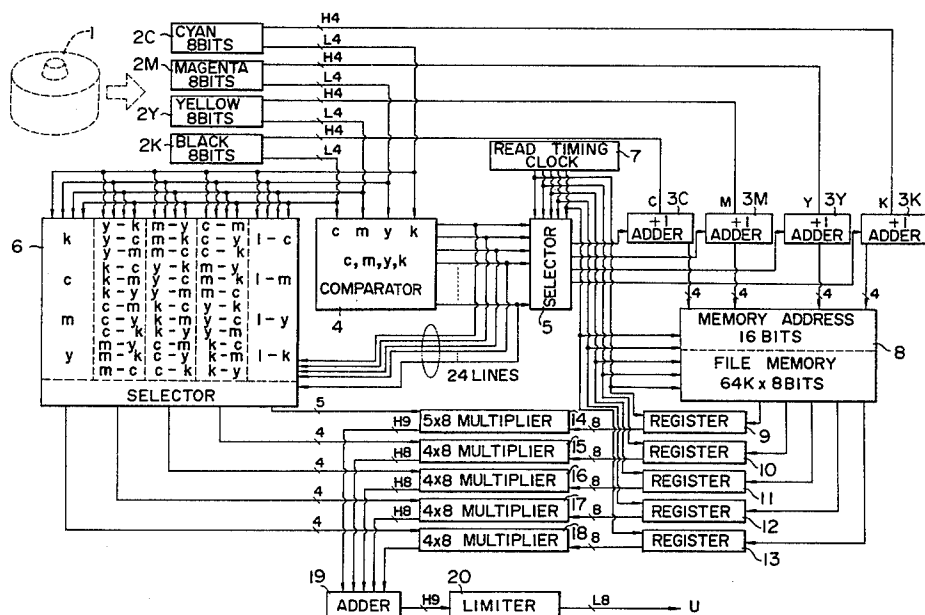 1
2C
CYAN
8BITS
H4
L4
2M
MAGENTA
8BITS
H4
L4
2Y
YELLOW
8BITS
H4
L4
2K
BLACK
8BITS
H4
L4
READ TIMING
CLOCK
7
C 3C
+1
ADDER
M 3M
+1
ADDER
Y 3Y
+1
ADDER
K 3K
+1
ADDER
4 4 4 4
6
k
c
m
y
1-c
1-m
1-y
1-k
SELECTOR
c m y k
c,m,y,k
COMPARATOR
4
SELECTOR
5
24 LINES
MEMORY ADDRESS
16 BITS
FILE MEMORY
64K x 8BITS
8
5
H9
5x8 MULTIPLIER
14
8
REGISTER
9
4
H8
4x8 MULTIPLIER
15
8
REGISTER
10
4
H8
4x8 MULTIPLIER
16
8
REGISTER
11
4
H8
4x8 MULTIPLIER
17
8
REGISTER
12
4
H8
4x8 MULTIPLIER
18
8
REGISTER
13
19
ADDER
H9
20
LIMITER
L8
U